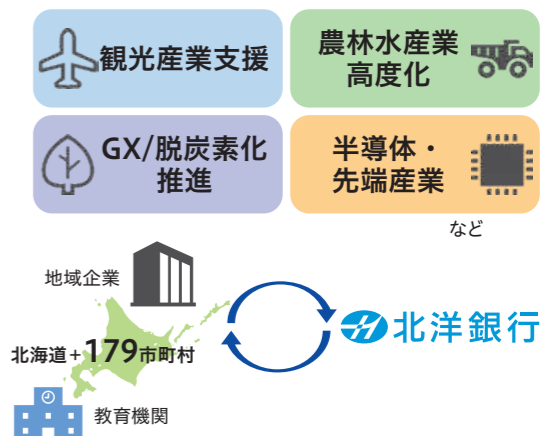 観光産業支援
農林水産業
高度化
GX/脱炭素化
推進
半導体・
先端産業
など
地域企業
北海道+179市町村
北洋銀行
教育機関